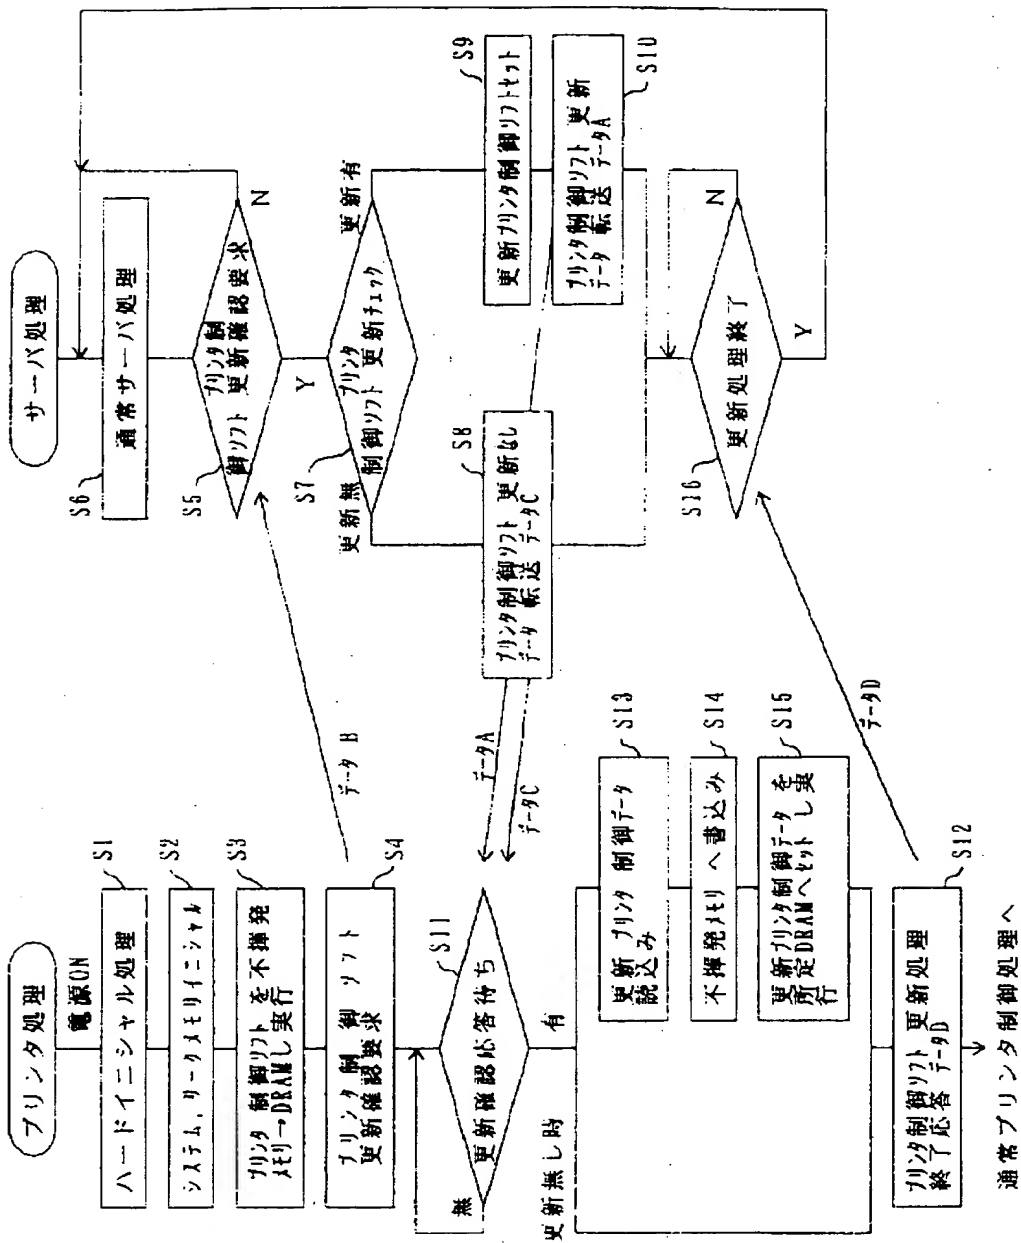 プリンタ処理
電源ON
ハードイニシャル処理
S1
システム,ワークメモリイニシャル
S2
プリンタ 制御ソフト を不揮発
メモリ→DRAMし実行
S3
プリンタ 制 御 ソフト
更新確認要求
S4
データ B
無
更新確認応答待ち
S11
データA
データC
有
更新無し時
更新 プリンタ 制御データ
読込み
S13
不揮発メモリ へ書込み
S14
更新プリンタ制御データ を
所定DRAMへセット し実
行
S15
プリンタ制御ソフト 更新処理
終了応答 データD
S12
データD
通常プリンタ制御処理へ
サーバ処理
通常サーバ処理
S6
プリンタ制
御ソフト 更新確認要求
S5
N
Y
プリンタ
制御ソフト 更新チェック
S7
更新無
更新有
プリンタ制御ソフト 更新なし
データ 転送 データC
S8
更新プリンタ制御ソフトセット
S9
プリンタ制御ソフト 更新
データ 転送 データA
S10
更新処理終了
S16
N
Y